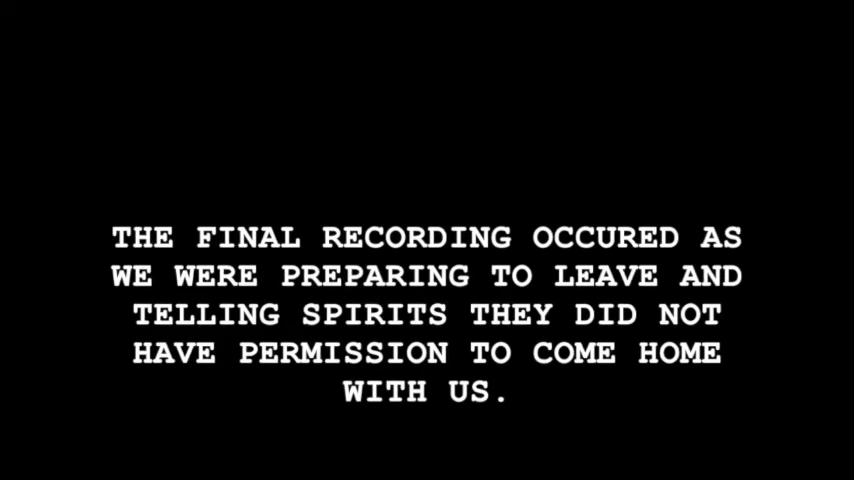 THE FINAL RECORDING OCCURED AS
WE WERE PREPARING TO LEAVE AND
TELLING SPIRITS THEY DID NOT
HAVE PERMISSION TO COME HOME
WITH US.